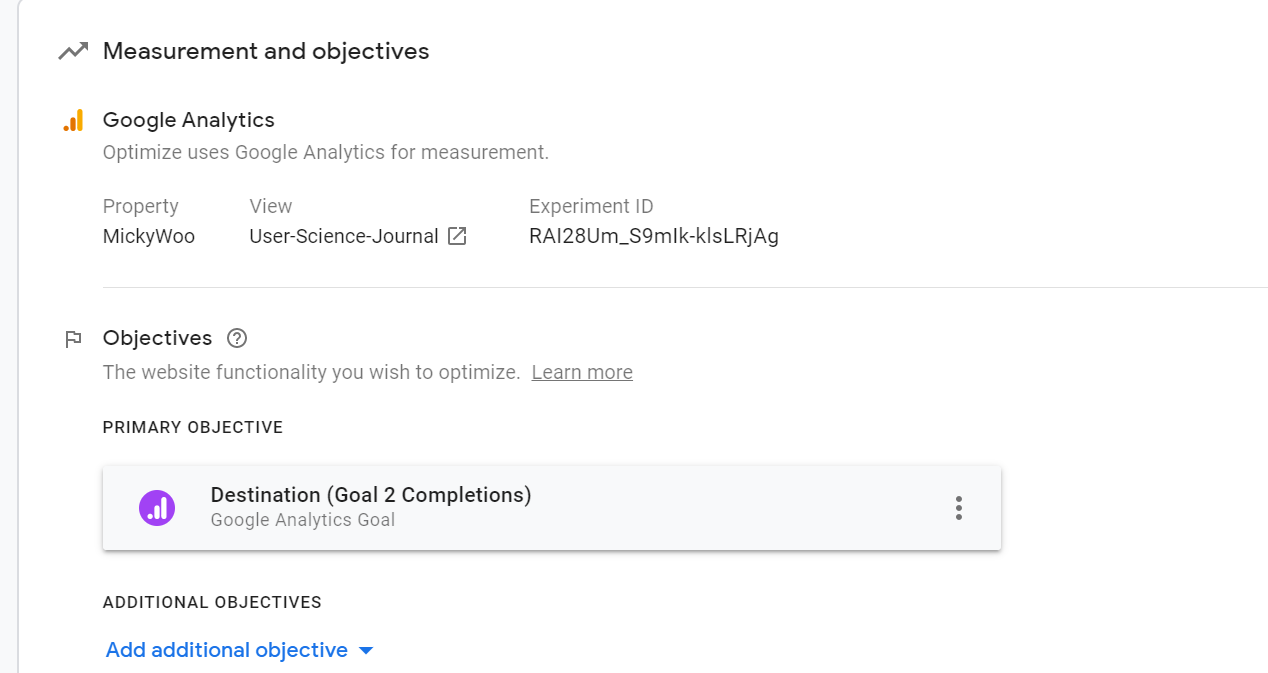 Measurement and objectives
Google Analytics
Optimize uses Google Analytics for measurement.
Property View Experiment ID
MickyWoo User-Science-Journal RAI28Um_S9mIk-klsLRjAg
Objectives
The website functionality you wish to optimize. Learn more
PRIMARY OBJECTIVE
Destination (Goal 2 Completions)
Google Analytics Goal
ADDITIONAL OBJECTIVES
Add additional objective